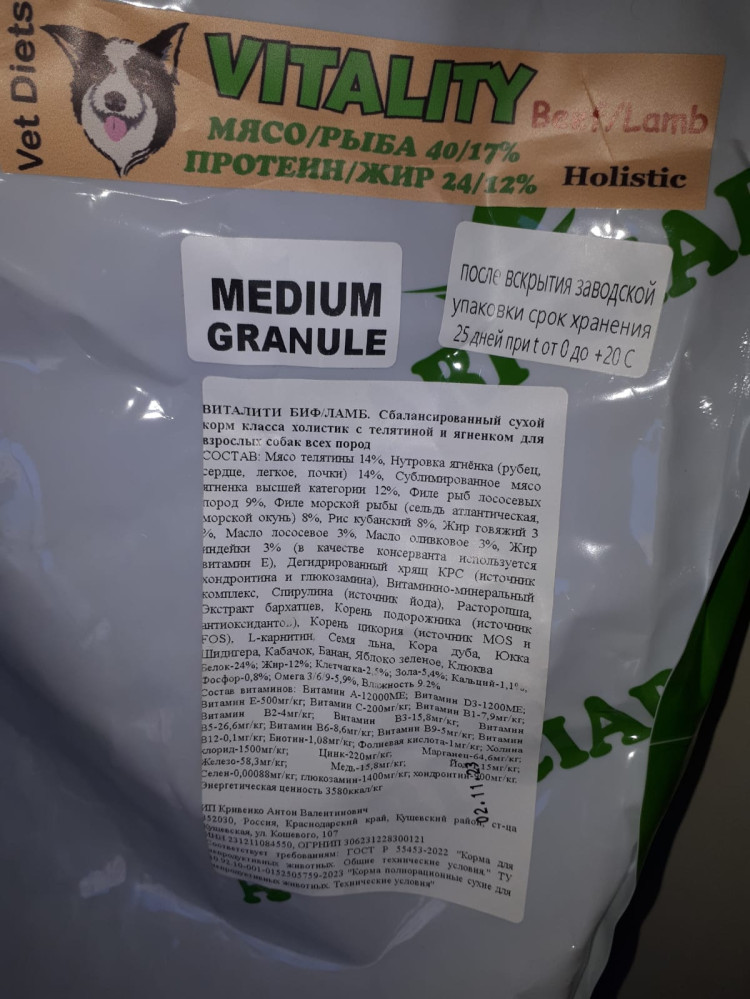 Vet Diets
VITALITY
Beef/Lamb
МЯСО/РЫБА 40/17%
ПРОТЕИН/ЖИР 24/12%
Holistic
MEDIUM
GRANULE
после вскрытия заводской
упаковки срок хранения
25 дней при t от 0 до +20 С
ВИТАЛИТИ БИФ/ЛАМБ. Сбалансированный сухой
корм класса холистик с телятиной и ягненком для
взрослых собак всех пород
СОСТАВ: Мясо телятины 14%, Нутровка ягнёнка (рубец,
сердце, легкое, почки) 14%, Сублимированное мясо
ягненка высшей категории 12%, Филе рыб лососевых
пород 9%, Филе морской рыбы (сельдь атлантическая,
морской окунь) 8%, Рис кубанский 8%, Жир говяжий 3
%, Масло лососевое 3%, Масло оливковое 3%, Жир
индейки 3% (в качестве консерванта используется
витамин Е), Дегидрированный хрящ КРС (источник
хондроитина и глюкозамина), Витаминно-минеральный
комплекс, Спирулина (источник йода), Расторопша,
Экстракт бархатцев, Корень подорожника (источник
Корень цикория (источник MOS и
FOS), L-карнитин, Семя льна, Кора дуба, Юкка
Шидигера, Кабачок, Банан, Яблоко зеленое, Клюква
Белок-24%; Жир-12%; Клетчатка-2,5%; Зола-5,4%; Кальций-1,1%,
Фосфор-0,8%; Омега 3/6/9-5,9%, Влажность 9.2%
Состав витаминов: Витамин А-12000МЕ; Витамин D3-1200МЕ;
Витамин Е-500мг/кг; Витамин С-200мг/кг; Витамин В1-7,9мг/кг;
Витамин В2-4мг/кг; Витамин В3-15,8мг/кг; Витамин
В5-26,6мг/кг; Витамин В6-8,6мг/кг; Витамин В9-5мг/кг; Витамин
В12-0,1мг/кг; Биотин-1,08мг/кг; Фолиевая кислота-1мг/кг; Холина
хлорид-1500мг/кг; Цинк-220мг/кг; Марганец-64,6мг/кг;
Железо-58,3мг/кг; Медь-15,8мг/кг;
Селен-0,00088мг/кг; глюкозамин-1400мг/кг;
Энергетическая ценность 3580ккал/кг
02.11.23
ИП Кривенко Антон Валентинович
352030, Россия, Краснодарский край, Кущевский район, ст-ца
Кущевская, ул. Кошевого, 107
ИНН 231211084550, ОГРНИП 306231228300121
Соответствует требованиям: ГОСТ Р 55453-2022 "Корма для
непродуктивных животных. Общие технические условия." ТУ
10.91.10-001-0152505759-2023 "Корма полнорационные сухие для
непродуктивных животных. Технические условия"